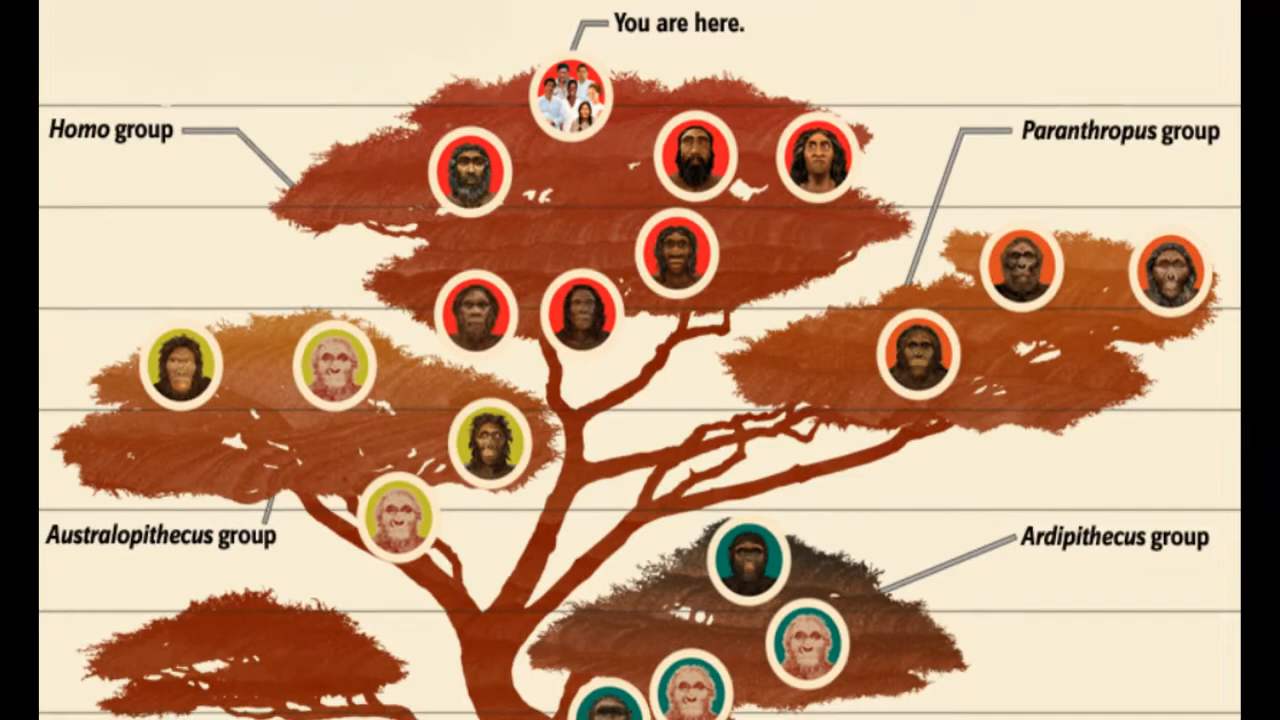 You are here.
Homo group
Paranthropus group
Australopithecus group
Ardipithecus group